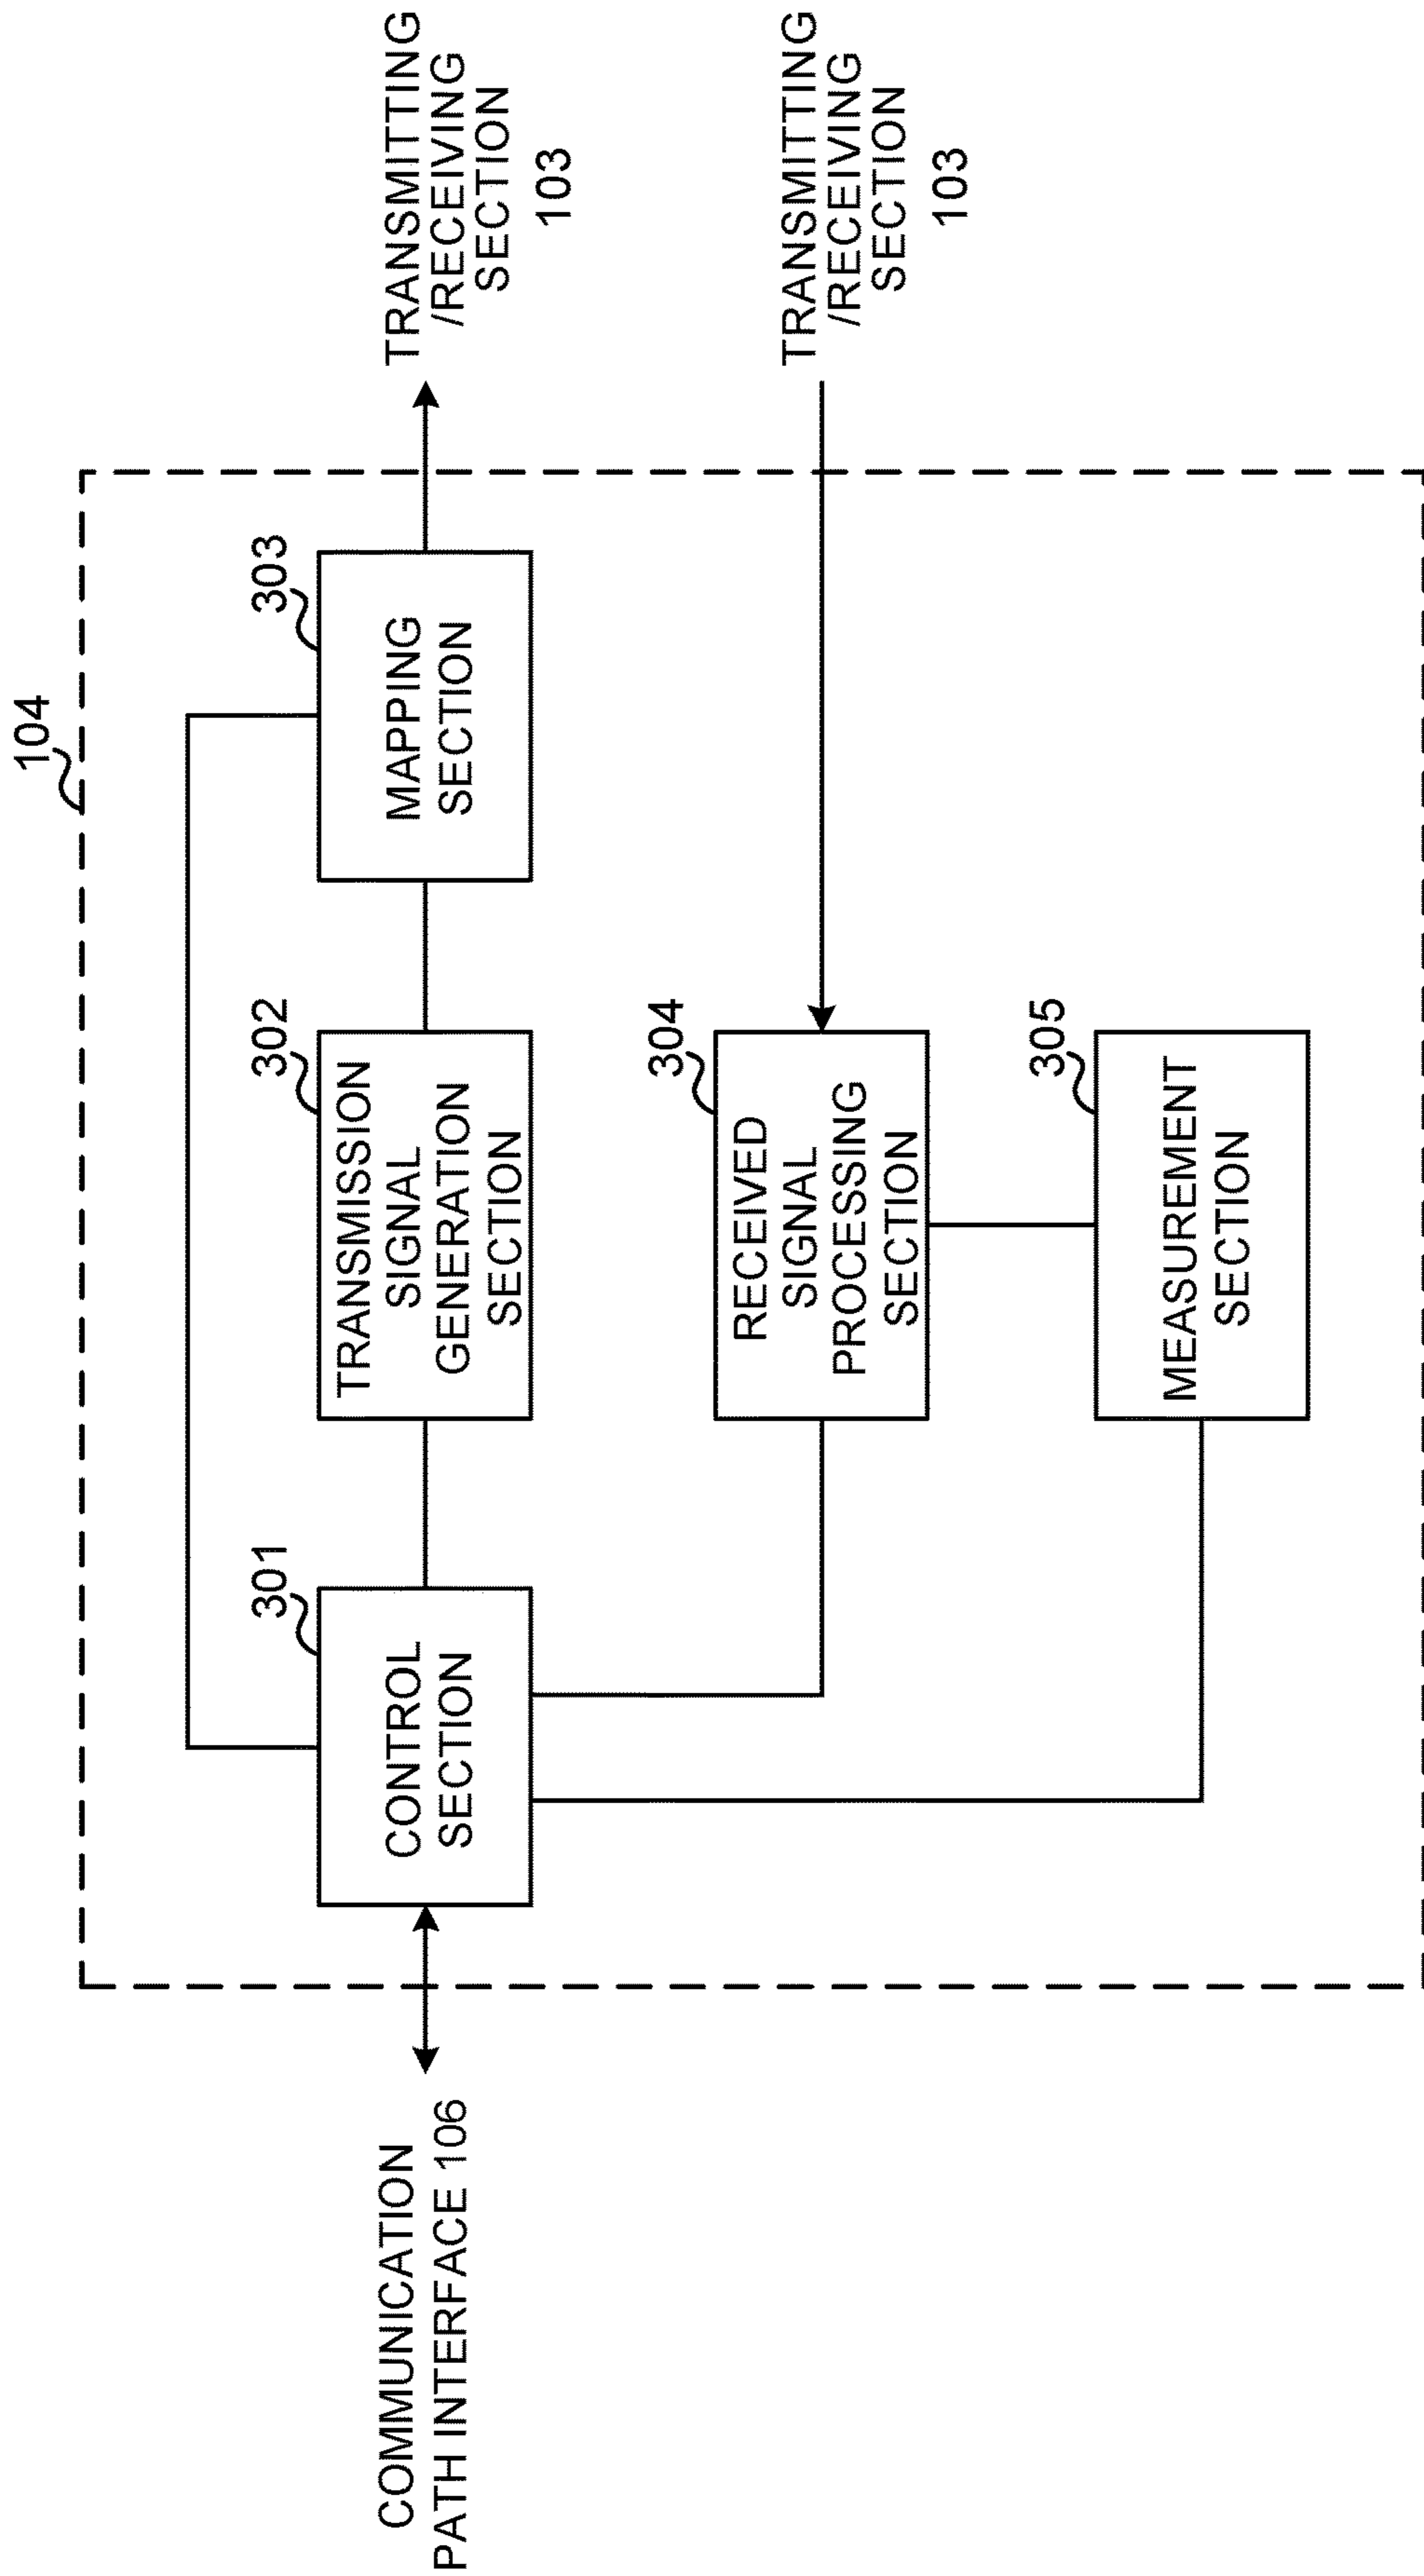 104
COMMUNICATION
PATH INTERFACE 106
301
CONTROL
SECTION
302
TRANSMISSION
SIGNAL
GENERATION
SECTION
303
MAPPING
SECTION
TRANSMITTING
/RECEIVING
SECTION
103
304
RECEIVED
SIGNAL
PROCESSING
SECTION
TRANSMITTING
/RECEIVING
SECTION
103
305
MEASUREMENT
SECTION